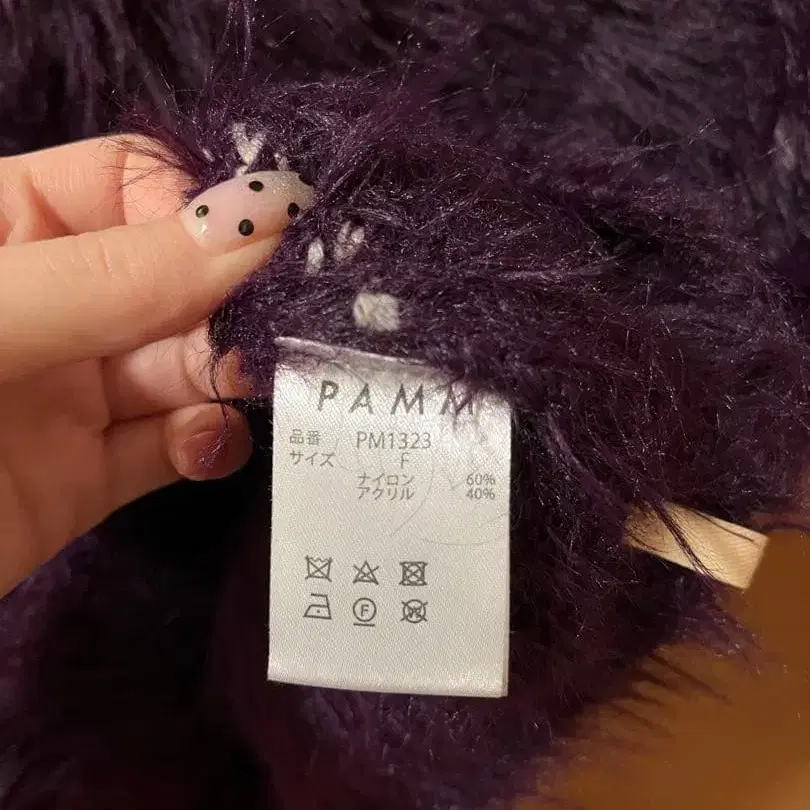 PAMM
品番 PM1323
サイズ F
ナイロン 60%
アクリル 40%
F
W